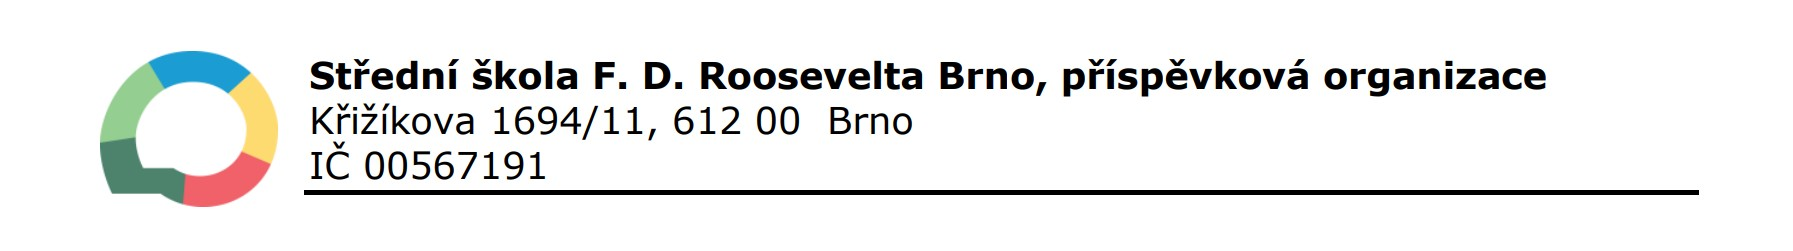 Střední škola F. D. Roosevelta Brno, příspěvková organizace
Křižíkova 1694/11, 612 00  Brno
IČ 00567191